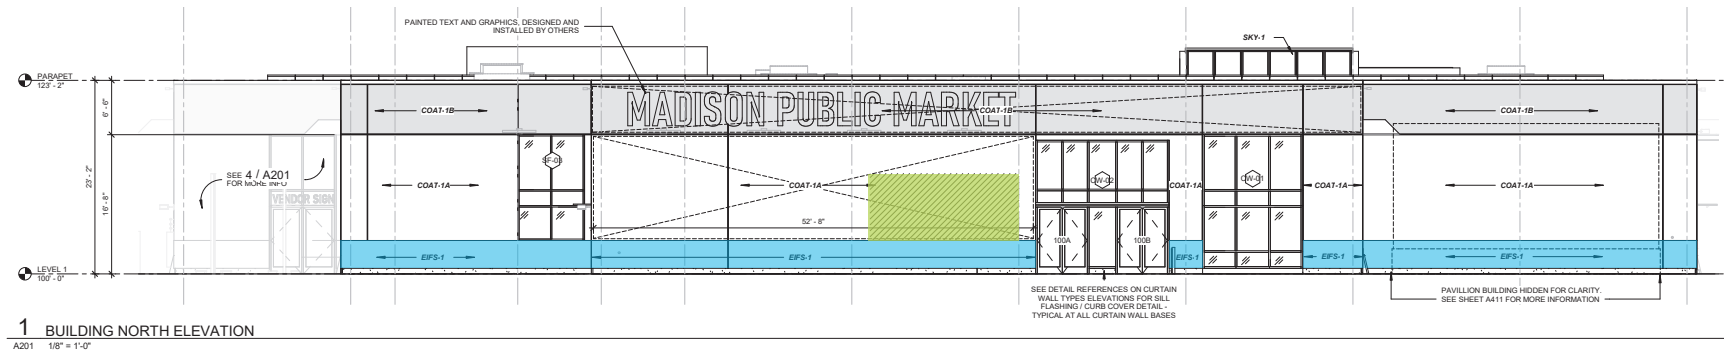 PAINTED TEXT AND GRAPHICS, DESIGNED AND
INSTALLED BY OTHERS
SKY-1
PARAPET
123' - 2"
6' - 6"
23' - 2"
16' - 8"
COAT-1B
MADISON PUBLIC MARKET
COAT-1B
COAT-1B
SEE 4 / A201
FOR MORE INFO
VENDOR SIGN
SF-03
CW-02
CW-01
COAT-1A
COAT-1A
COAT-1A
COAT-1A
COAT-1A
52' - 8"
100A
100B
EIFS-1
EIFS-1
EIFS-1
EIFS-1
EIFS-1
LEVEL 1
100' - 0"
SEE DETAIL REFERENCES ON CURTAIN
WALL TYPES ELEVATIONS FOR SILL
FLASHING / CURB COVER DETAIL -
TYPICAL AT ALL CURTAIN WALL BASES
PAVILLION BUILDING HIDDEN FOR CLARITY.
SEE SHEET A411 FOR MORE INFORMATION
1 BUILDING NORTH ELEVATION
A201 1/8" = 1'-0"